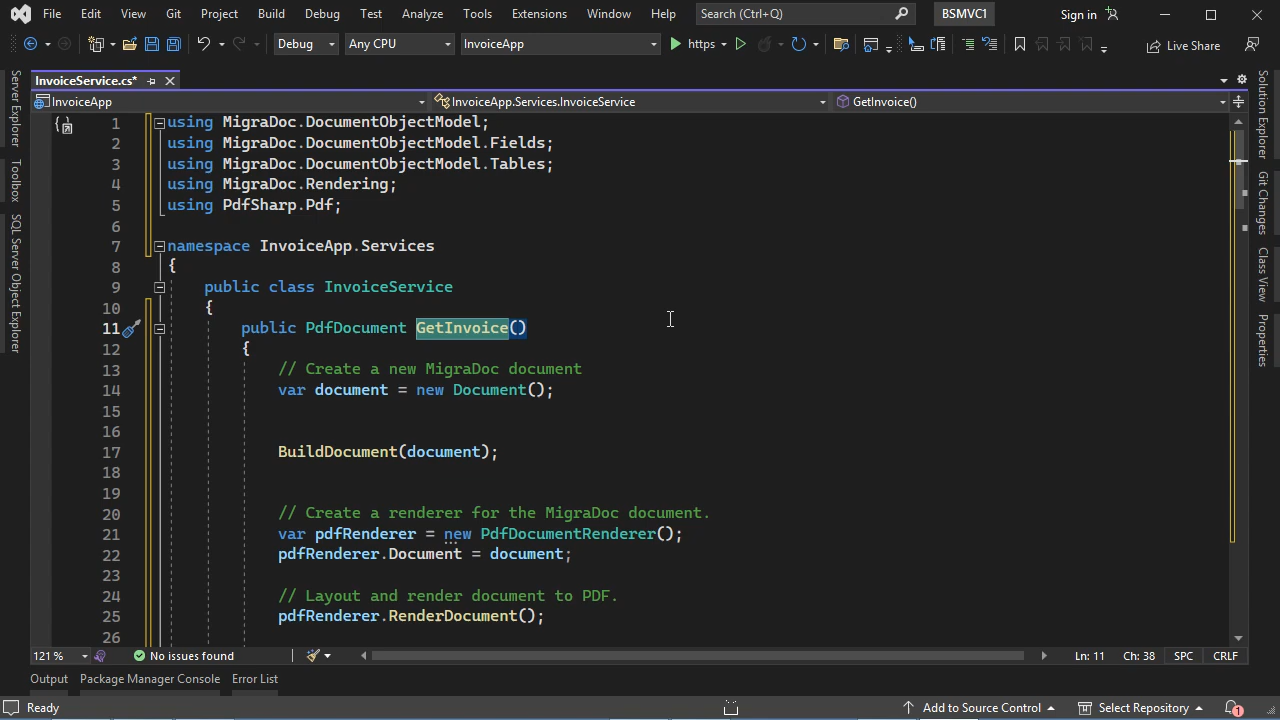 File Edit View Git Project Build Debug Test Analyze Tools Extensions Window Help Search (Ctrl+Q) BSMVC1 Sign in
Debug Any CPU InvoiceApp https Live Share
InvoiceService.cs*
InvoiceApp InvoiceApp.Services.InvoiceService GetInvoice()
Server Explorer
Toolbox
SQL Server Object Explorer
1 using MigraDoc.DocumentObjectModel;
2 using MigraDoc.DocumentObjectModel.Fields;
3 using MigraDoc.DocumentObjectModel.Tables;
4 using MigraDoc.Rendering;
5 using PdfSharp.Pdf;
6
7 namespace InvoiceApp.Services
8 {
9 public class InvoiceService
10 {
11 public PdfDocument GetInvoice()
12 {
13 // Create a new MigraDoc document
14 var document = new Document();
15
16
17 BuildDocument(document);
18
19
20 // Create a renderer for the MigraDoc document.
21 var pdfRenderer = new PdfDocumentRenderer();
22 pdfRenderer.Document = document;
23
24 // Layout and render document to PDF.
25 pdfRenderer.RenderDocument();
26
Solution Explorer
Git Changes
Class View
Properties
121 % No issues found Ln: 11 Ch: 38 SPC CRLF
Output Package Manager Console Error List
Ready Add to Source Control Select Repository 1